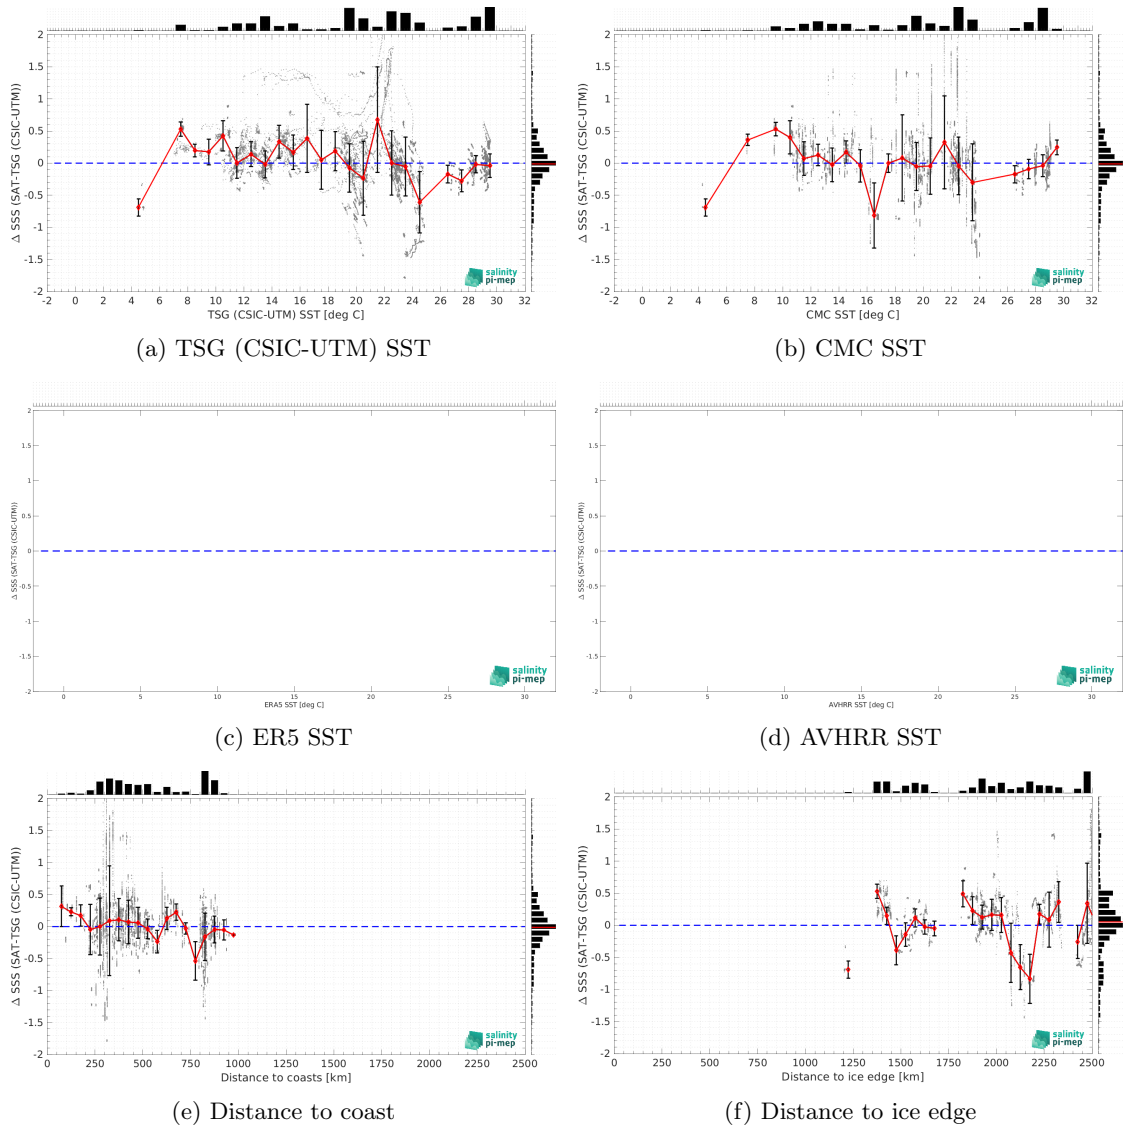 2
1.5
1
0.5
0
-0.5
-1
-1.5
-2
Δ SSS (SAT-TSG (CSIC-UTM))
-2 0 2 4 6 8 10 12 14 16 18 20 22 24 26 28 30 32
TSG (CSIC-UTM) SST [deg C]
salinity
pi-mep
(a) TSG (CSIC-UTM) SST
2
1.5
1
0.5
0
-0.5
-1
-1.5
-2
Δ SSS (SAT-TSG (CSIC-UTM))
-2 0 2 4 6 8 10 12 14 16 18 20 22 24 26 28 30 32
CMC SST [deg C]
salinity
pi-mep
(b) CMC SST
2
1.5
1
0.5
0
-0.5
-1
-1.5
-2
Δ SSS (SAT-TSG (CSIC-UTM))
0 5 10 15 20 25 30
ERA5 SST [deg C]
salinity
pi-mep
(c) ER5 SST
2
1.5
1
0.5
0
-0.5
-1
-1.5
-2
Δ SSS (SAT-TSG (CSIC-UTM))
0 5 10 15 20 25 30
AVHRR SST [deg C]
salinity
pi-mep
(d) AVHRR SST
2
1.5
1
0.5
0
-0.5
-1
-1.5
-2
Δ SSS (SAT-TSG (CSIC-UTM))
0 250 500 750 1000 1250 1500 1750 2000 2250 2500
Distance to coasts [km]
salinity
pi-mep
(e) Distance to coast
2
1.5
1
0.5
0
-0.5
-1
-1.5
-2
Δ SSS (SAT-TSG (CSIC-UTM))
0 250 500 750 1000 1250 1500 1750 2000 2250 2500
Distance to ice edge [km]
salinity
pi-mep
(f) Distance to ice edge